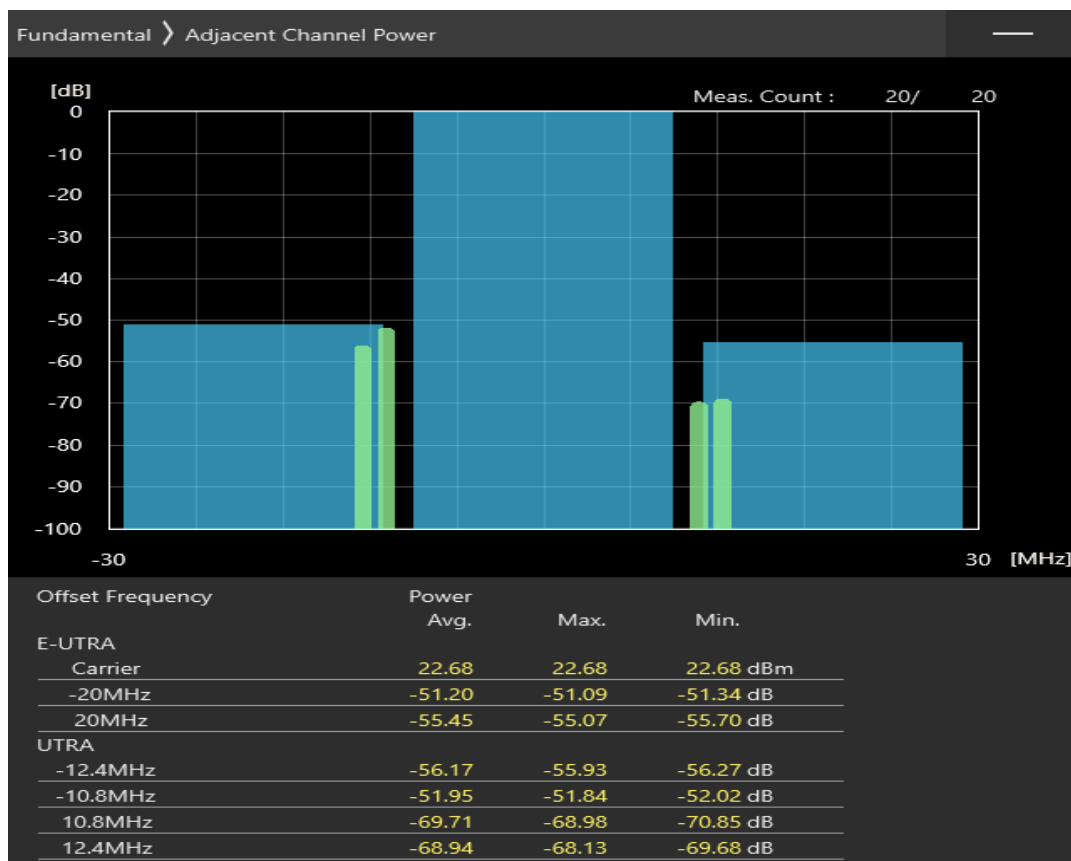 Fundamental ❯ Adjacent Channel Power
[dB]
Meas. Count : 20/ 20
0
-10
-20
-30
-40
-50
-60
-70
-80
-90
-100
-30 30 [MHz]
Offset Frequency Power
Avg. Max. Min.
E-UTRA
Carrier 22.68 22.68 22.68 dBm
-20MHz -51.20 -51.09 -51.34 dB
20MHz -55.45 -55.07 -55.70 dB
UTRA
-12.4MHz -56.17 -55.93 -56.27 dB
-10.8MHz -51.95 -51.84 -52.02 dB
10.8MHz -69.71 -68.98 -70.85 dB
12.4MHz -68.94 -68.13 -69.68 dB